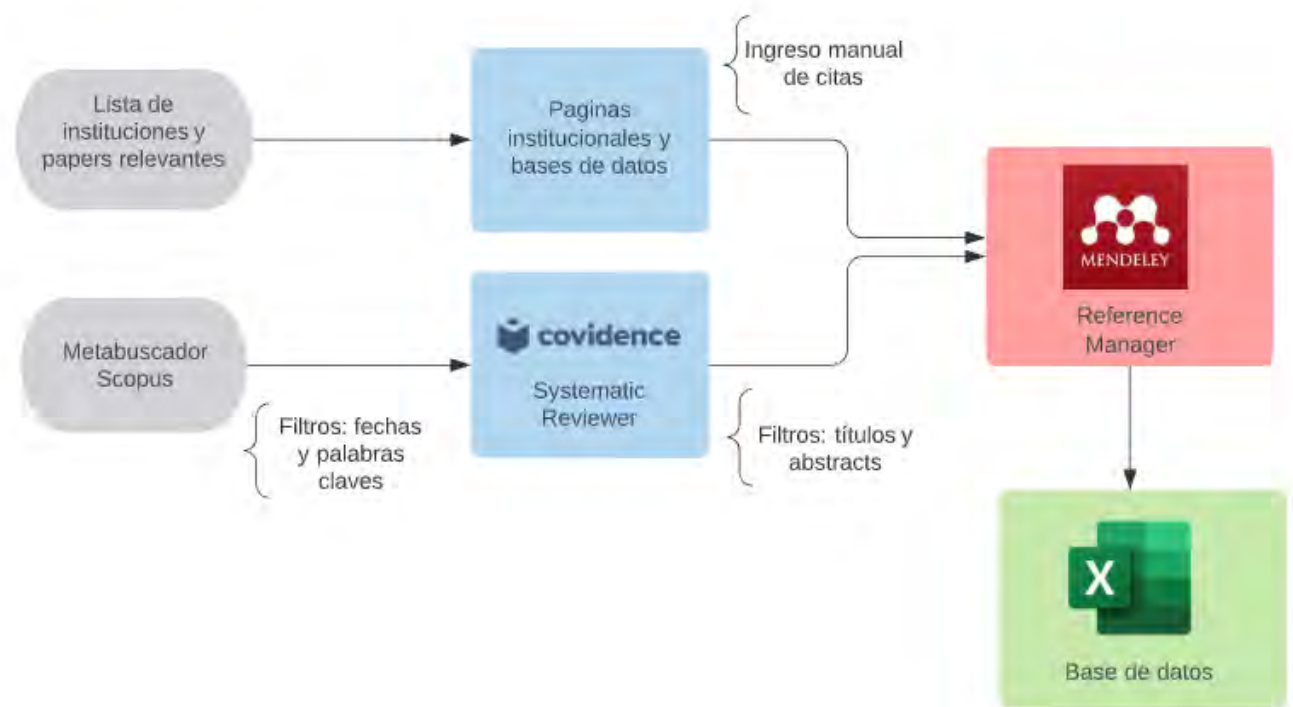 Lista de
instituciones y
papers relevantes
Paginas
institucionales y
bases de datos
Ingreso manual
de citas
Metabuscador
Scopus
Filtros: fechas
y palabras
claves
covidence
Systematic
Reviewer
Filtros: títulos y
abstracts
MENDELEY
Reference
Manager
X
Base de datos